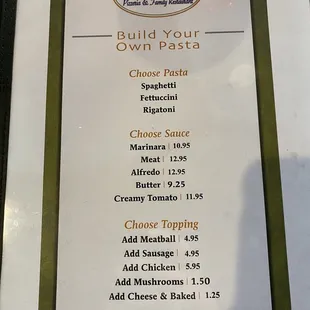 Pizzeria & Family Restaurant
Build Your
Own Pasta
Choose Pasta
Spaghetti
Fettuccini
Rigatoni
Choose Sauce
Marinara | 10.95
Meat | 12.95
Alfredo | 12.95
Butter | 9.25
Creamy Tomato | 11.95
Choose Topping
Add Meatball | 4.95
Add Sausage | 4.95
Add Chicken | 5.95
Add Mushrooms | 1.50
Add Cheese & Baked | 1.25